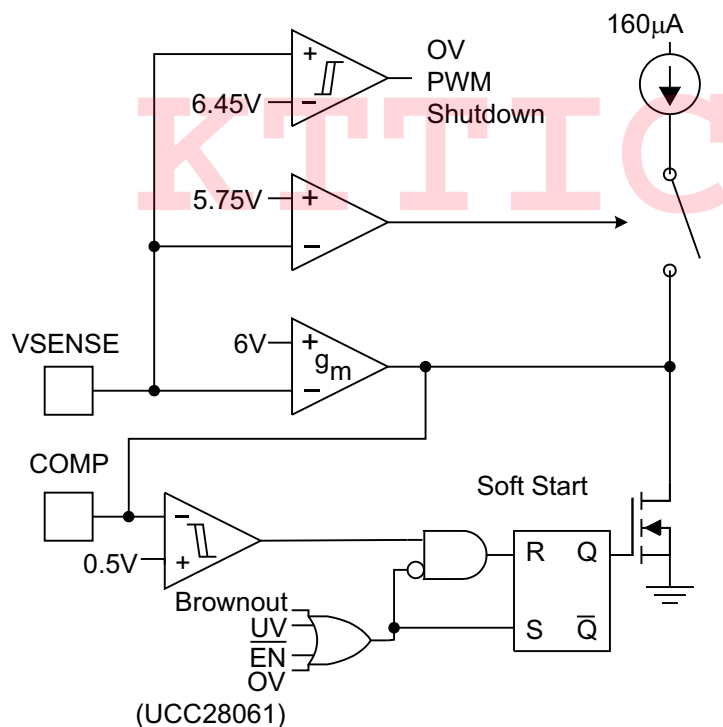 160μA
+
OV
PWM
Shutdown
6.45V
−
KTTIC
5.75V
+
−
VSENSE
6V
+
gm
−
COMP
Soft Start
−
0.5V
+
R Q
Brownout
UV
S Q̅
E̅N̅
OV
(UCC28061)